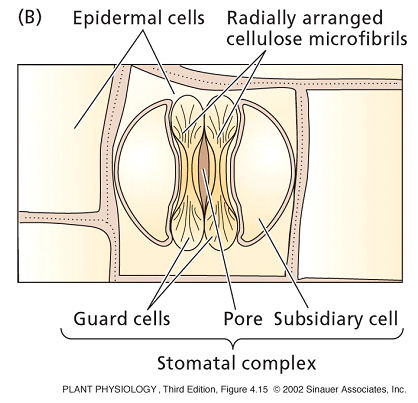 (B) Epidermal cells Radially arranged
cellulose microfibrils
Guard cells Pore Subsidiary cell
Stomatal complex
PLANT PHYSIOLOGY, Third Edition, Figure 4.15 © 2002 Sinauer Associates, Inc.